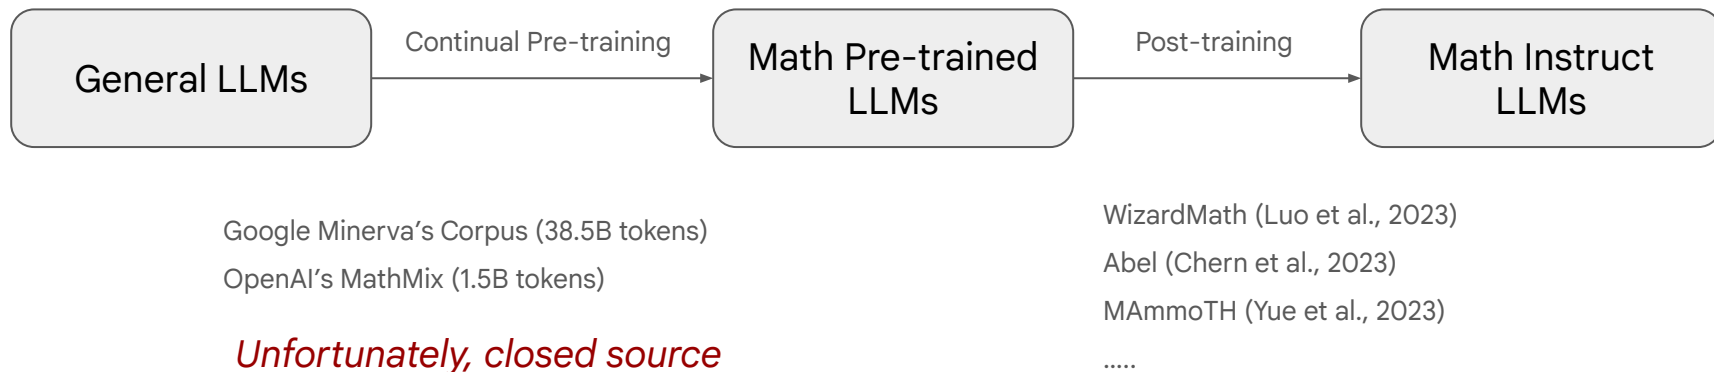 General LLMs
Continual Pre-training
Math Pre-trained
LLMs
Post-training
Math Instruct
LLMs
Google Minerva's Corpus (38.5B tokens)
OpenAI's MathMix (1.5B tokens)
Unfortunately, closed source
WizardMath (Luo et al., 2023)
Abel (Chern et al., 2023)
MAmmoTH (Yue et al., 2023)
.....